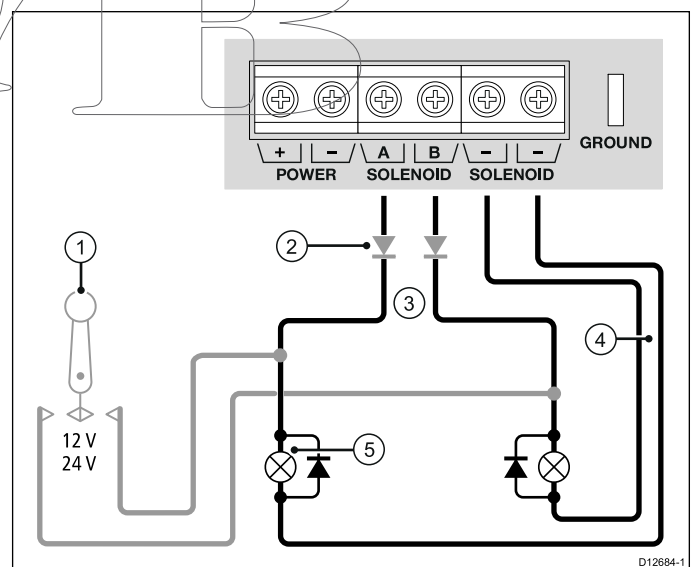 + - A B - -
POWER SOLENOID SOLENOID
GROUND
1
2
3
4
5
12 V
24 V
D12684-1